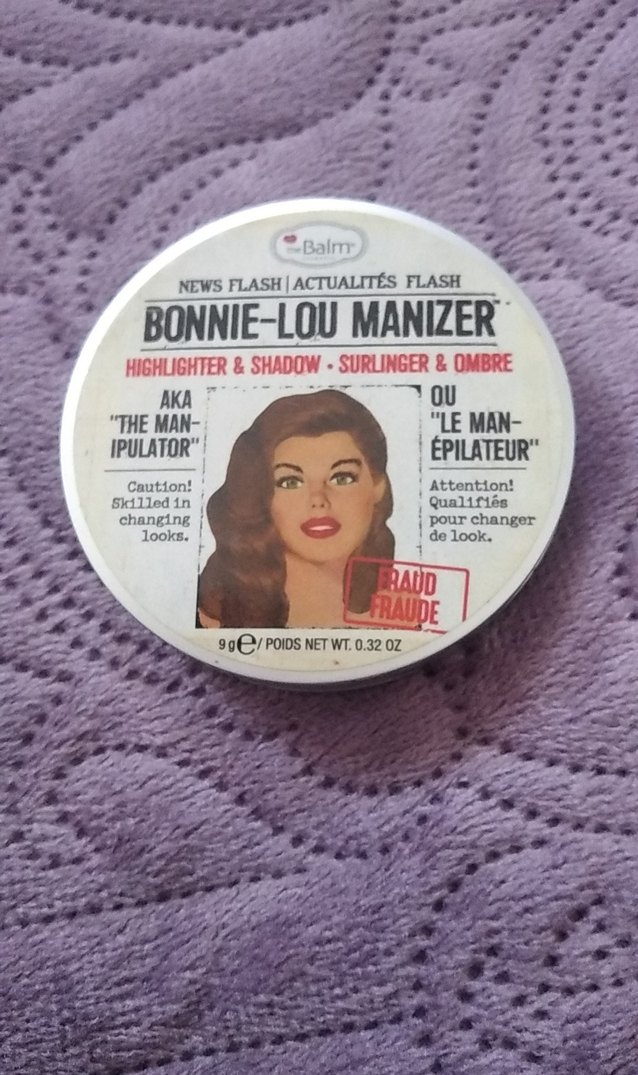 theBalm®
NEWS FLASH | ACTUALITÉS FLASH
BONNIE-LOU MANIZER™
HIGHLIGHTER & SHADOW • SURLINGER & OMBRE
AKA
"THE MAN-
IPULATOR"
Caution!
Skilled in
changing
looks.
OU
"LE MAN-
ÉPILATEUR"
Attention!
Qualifiés
pour changer
de look.
FRAUD
FRAUDE
9 g ℮ / POIDS NET WT. 0.32 OZ